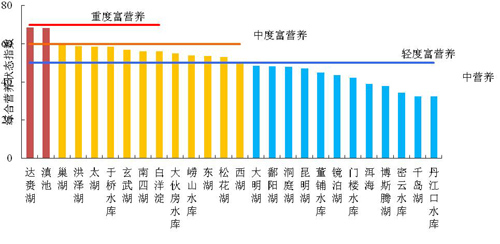 80
60
40
20
0
综合营养状态指数
重度富营养
中度富营养
轻度富营养
中营养
达赉湖
滇池
巢湖
洪泽湖
太湖
于桥水库
玄武湖
南四湖
白洋淀
大伙房水库
崂山水库
东湖
松花湖
西湖
大明湖
鄱阳湖
洞庭湖
昆明湖
董铺水库
镜泊湖
门楼水库
洱海
博斯腾湖
密云水库
千岛湖
丹江口水库